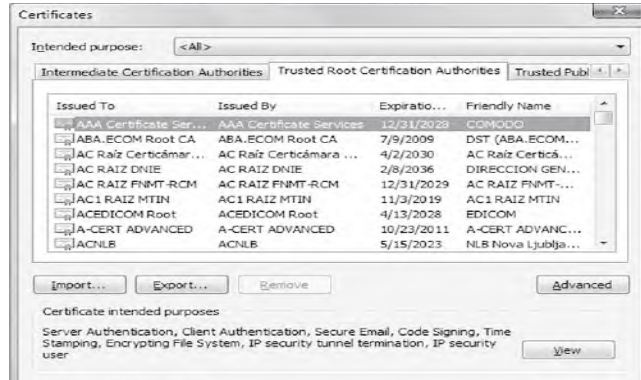 Certificates
Intended purpose: <All>
Intermediate Certification Authorities Trusted Root Certification Authorities Trusted Publ
Issued To Issued By Expiratio... Friendly Name
AAA Certificate Ser... AAA Certificate Services 12/31/2028 COMODO
ABA.ECOM Root CA ABA.ECOM Root CA 7/9/2009 DST (ABA.ECOM...
AC Raíz Certicámar... AC Raíz Certicámara ... 4/2/2030 AC Raíz Certicá...
AC RAIZ DNIE AC RAIZ DNIE 2/8/2036 DIRECCION GEN...
AC RAIZ FNMT-RCM AC RAIZ FNMT-RCM 12/31/2029 AC RAIZ FNMT-...
AC1 RAIZ MTIN AC1 RAIZ MTIN 11/3/2019 AC1 RAIZ MTIN
ACEDICOM Root ACEDICOM Root 4/13/2028 EDICOM
A-CERT ADVANCED A-CERT ADVANCED 10/23/2011 A-CERT ADVANC...
ACNLB ACNLB 5/15/2023 NLB Nova Ljublja...
Import... Export... Remove Advanced
Certificate intended purposes
Server Authentication, Client Authentication, Secure Email, Code Signing, Time
Stamping, Encrypting File System, IP security tunnel termination, IP security
user
View